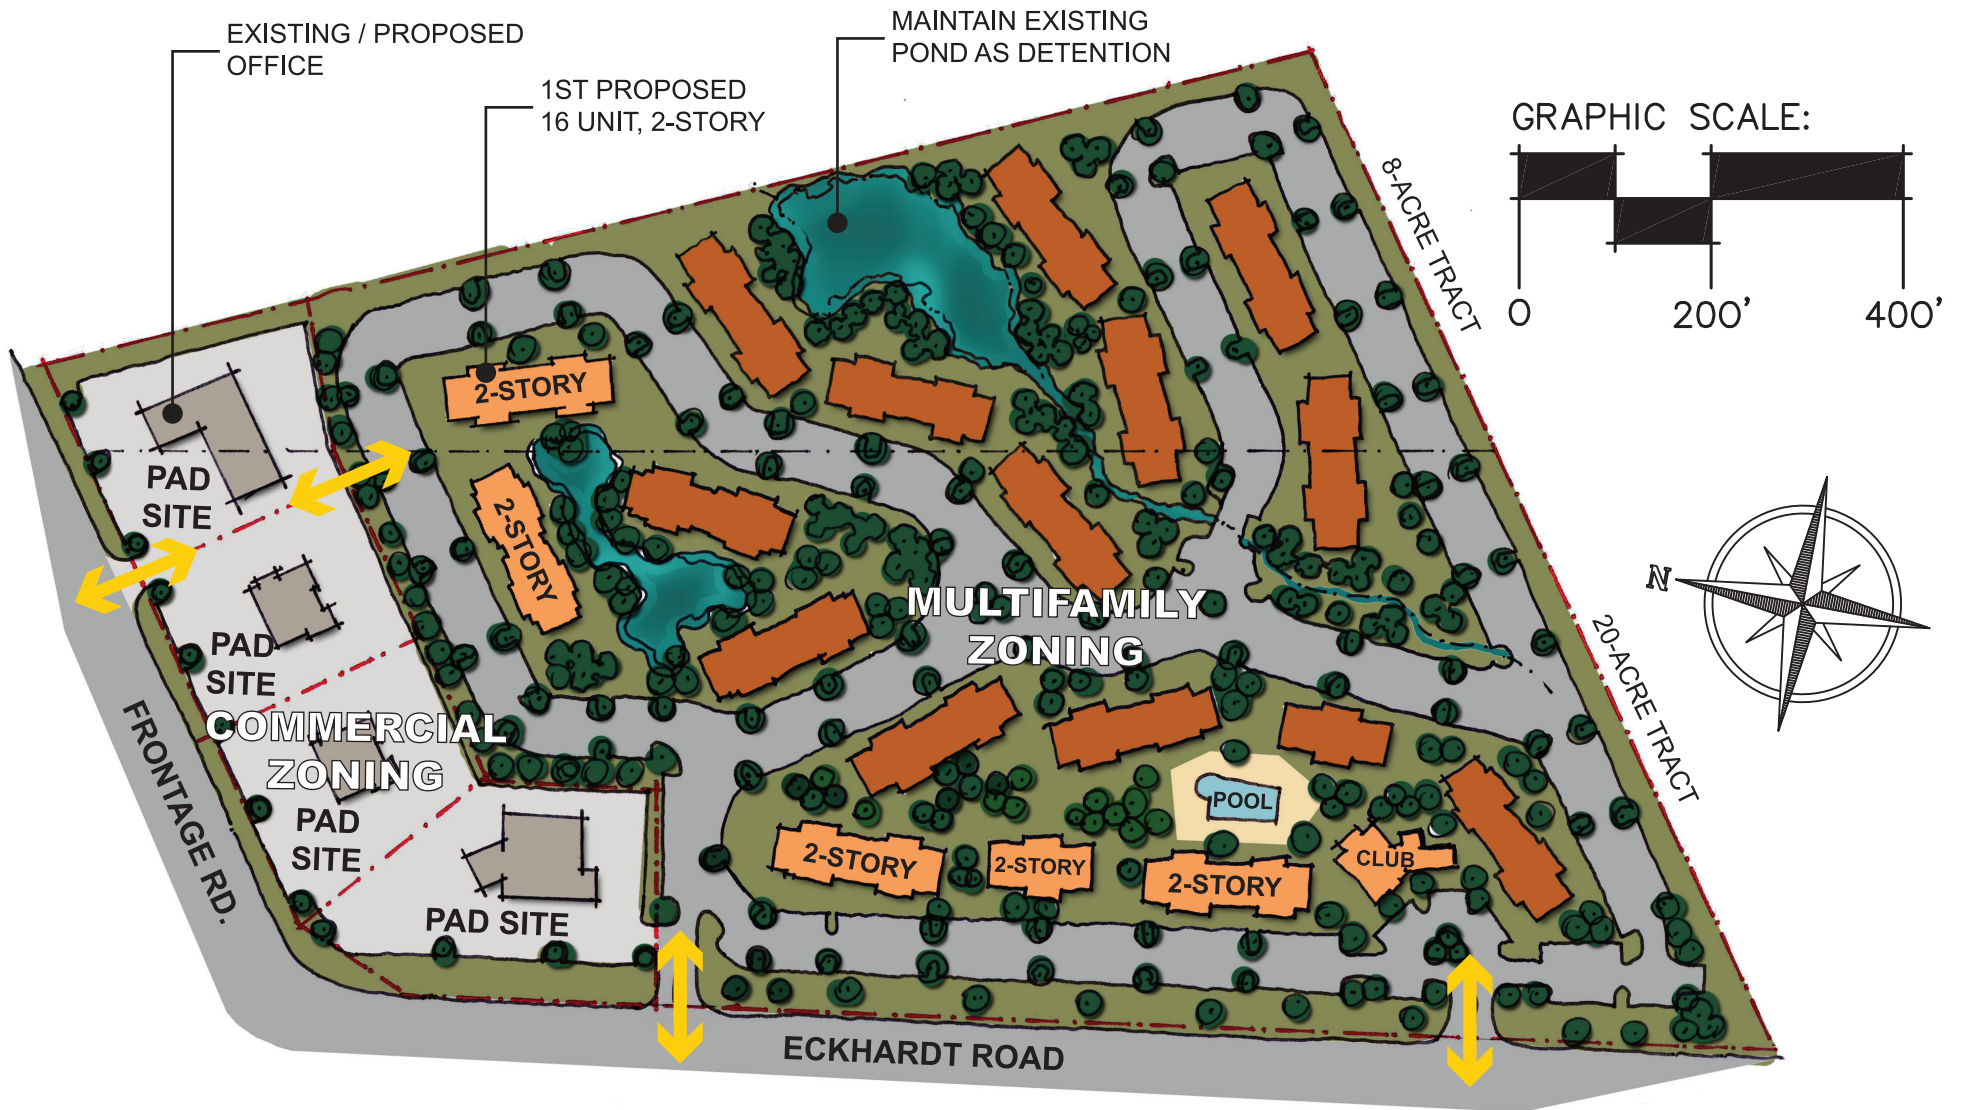 EXISTING / PROPOSED
OFFICE
1ST PROPOSED
16 UNIT, 2-STORY
MAINTAIN EXISTING
POND AS DETENTION
GRAPHIC SCALE:
0
200'
400'
8-ACRE TRACT
20-ACRE TRACT
N
2-STORY
2-STORY
PAD
SITE
PAD
SITE
COMMERCIAL
ZONING
PAD
SITE
PAD SITE
MULTIFAMILY
ZONING
POOL
CLUB
2-STORY
2-STORY
2-STORY
FRONTAGE RD.
ECKHARDT ROAD